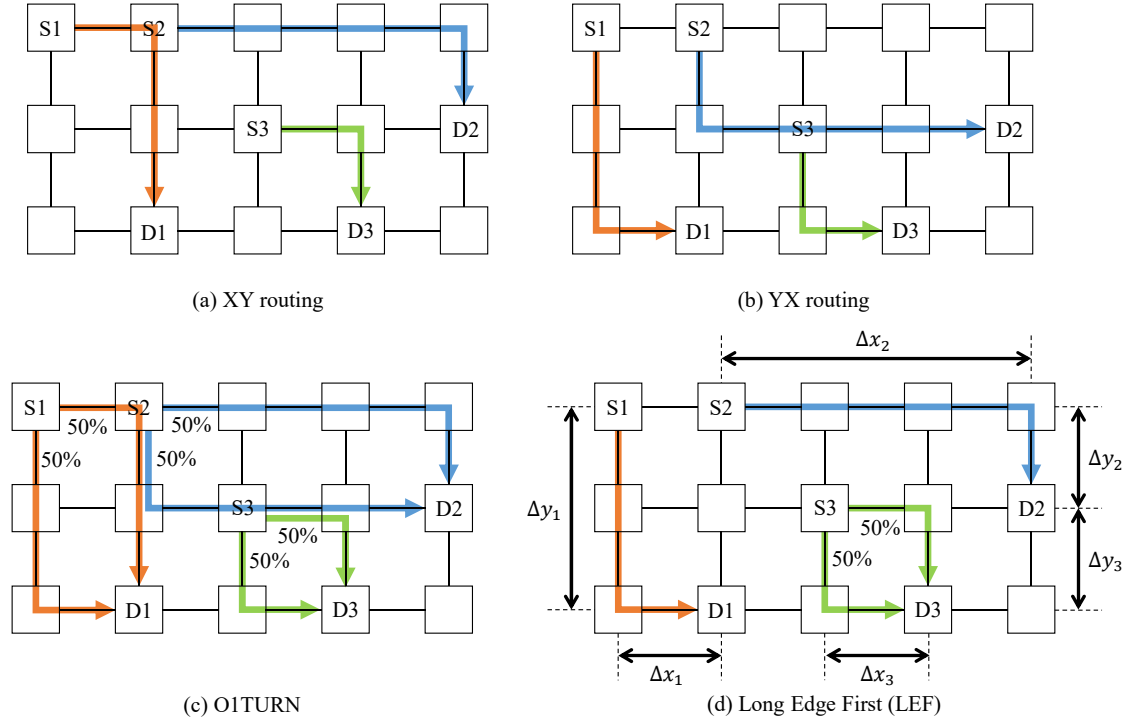 S1 S2
S3 D2
D1 D3
(a) XY routing
S1 S2
S3 D2
D1 D3
(b) YX routing
S1 S2
50% 50%
50% 50%
S3 D2
50%
50%
D1 D3
(c) O1TURN
Δx₂
S1 S2
Δy₂
Δy₁
S3 D2
50%
50%
Δy₃
D1 D3
Δx₁ Δx₃
(d) Long Edge First (LEF)